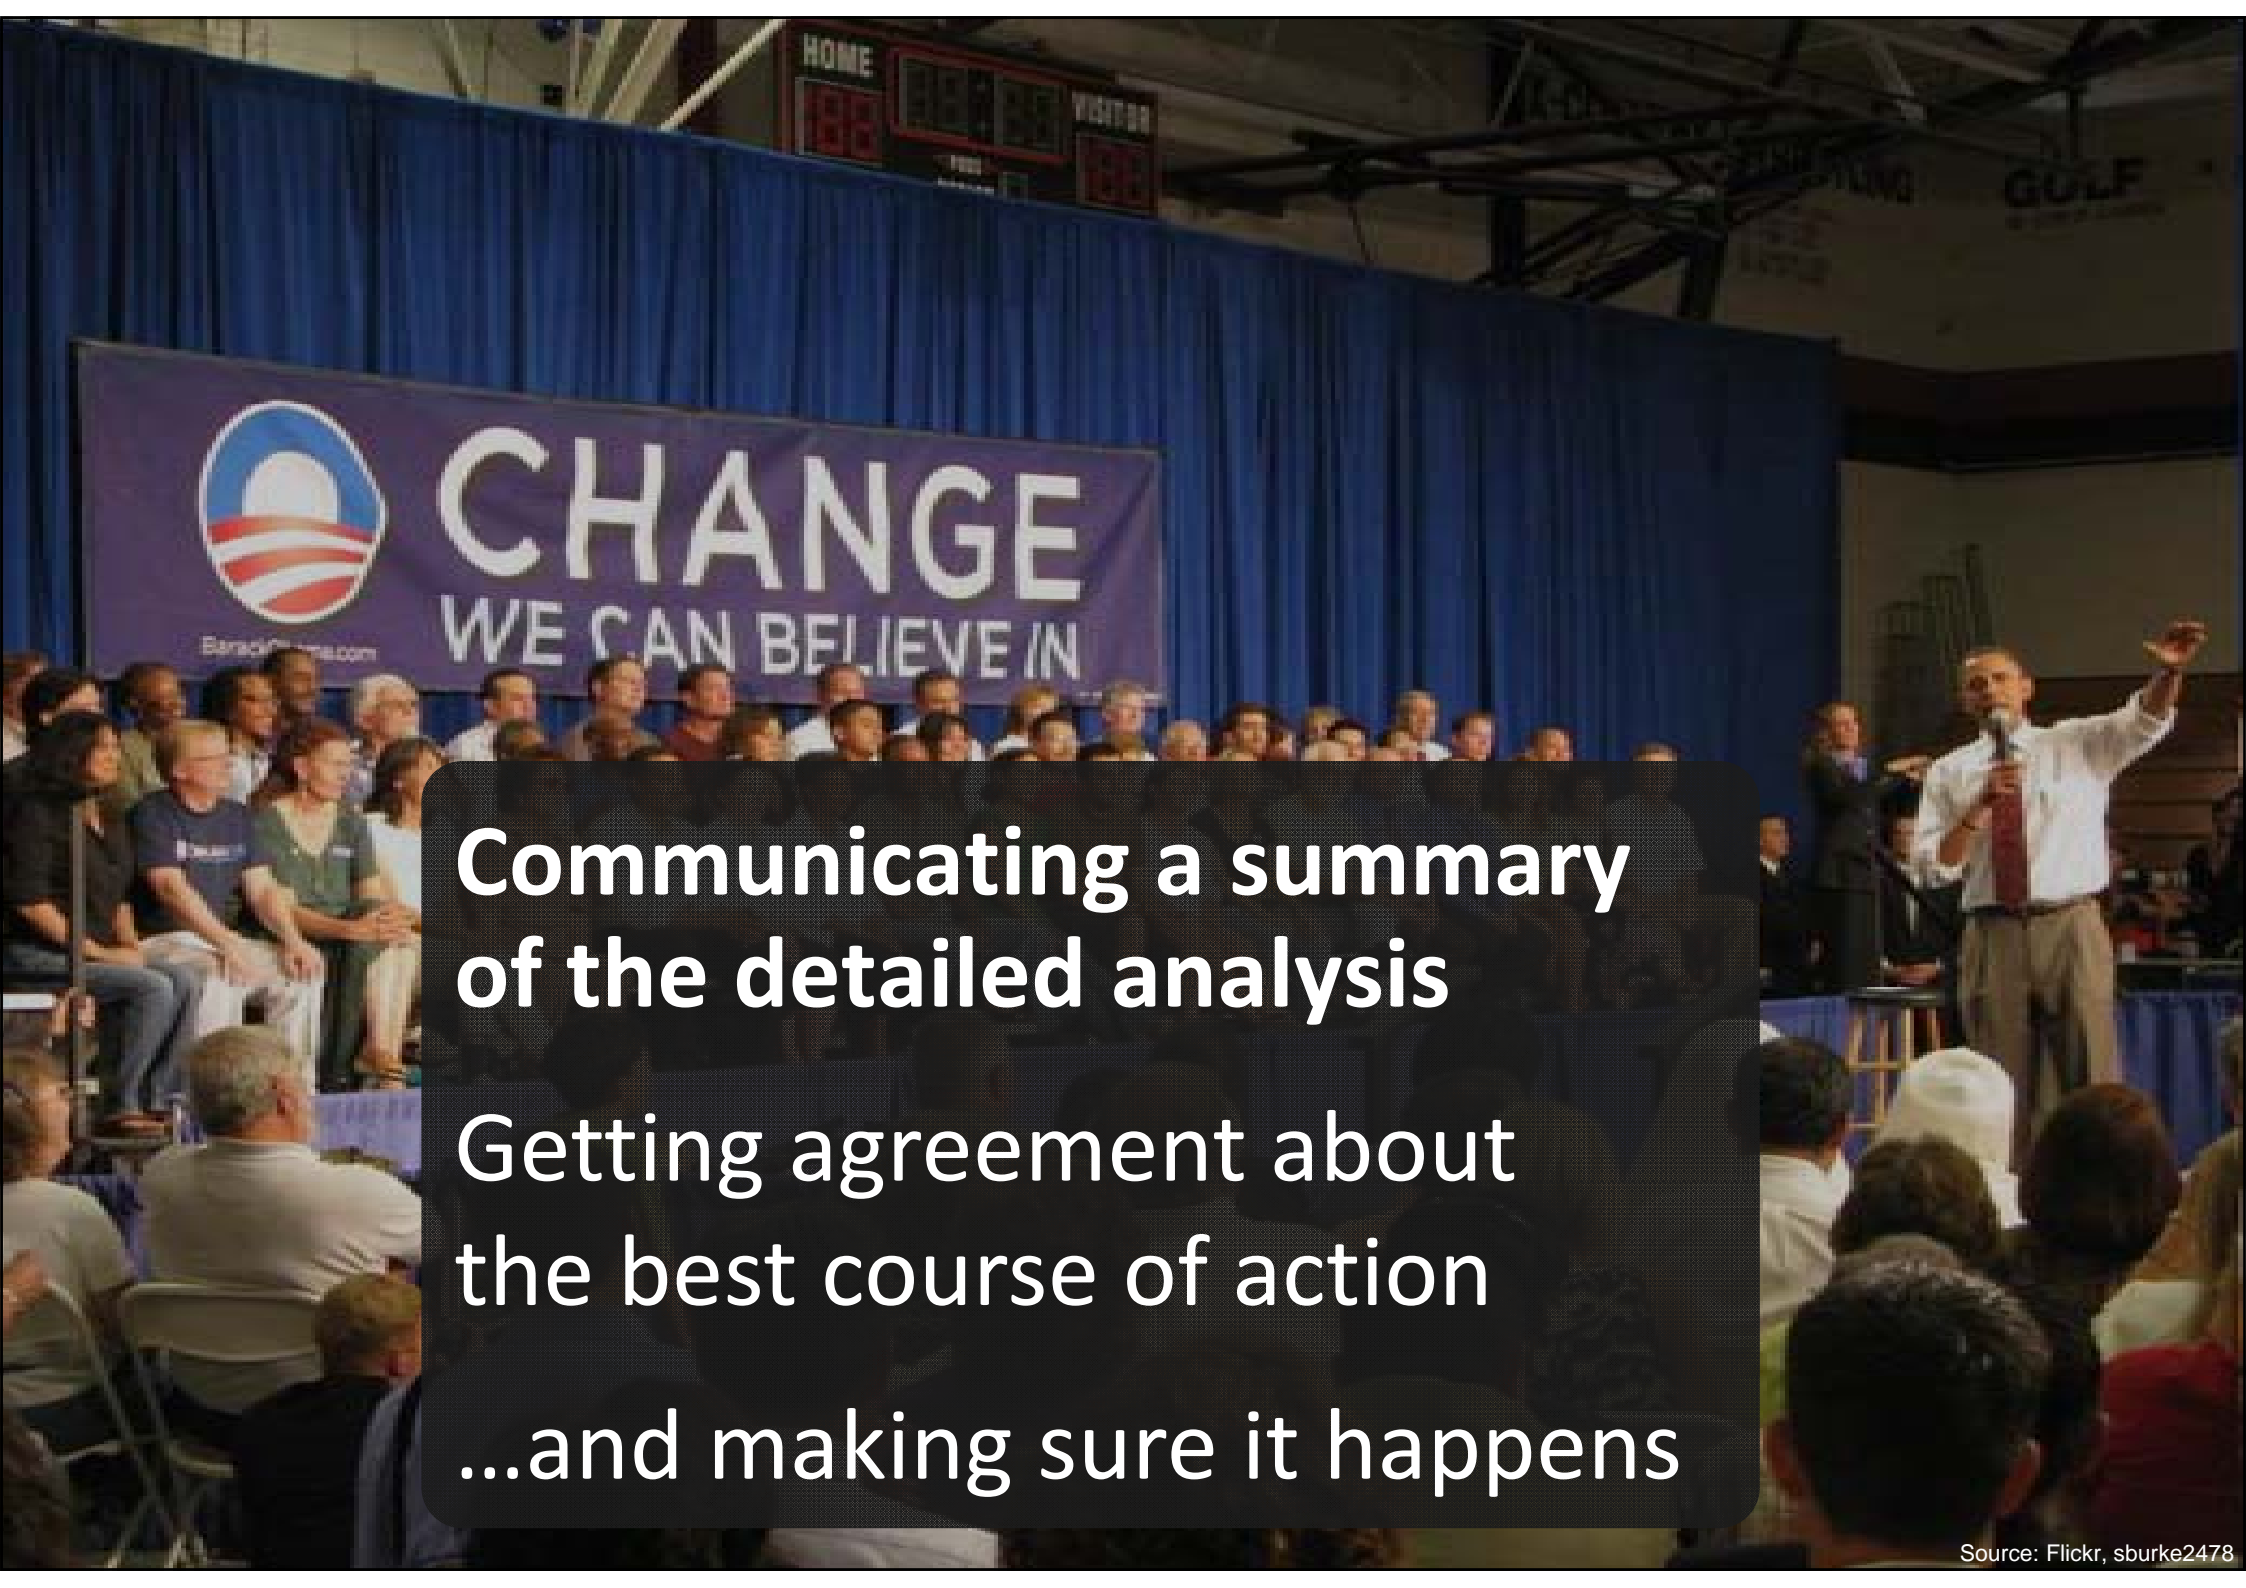 HOME
VISITOR
GOLF
CHANGE
WE CAN BELIEVE IN
Communicating a summary
of the detailed analysis
Getting agreement about
the best course of action
...and making sure it happens
Source: Flickr, sburke2478